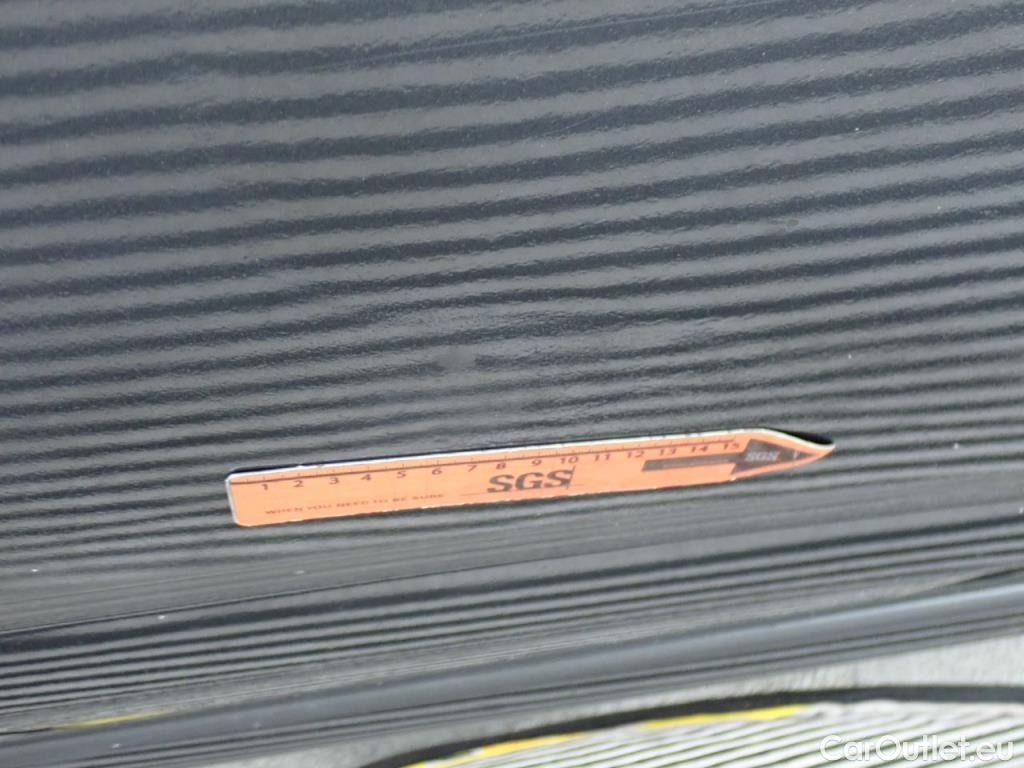 1 2 3 4 5 6 7 8 9 10 11 12 13 14 15
SGS
SGS
WHEN YOU NEED TO BE SURE
CarOutlet.eu